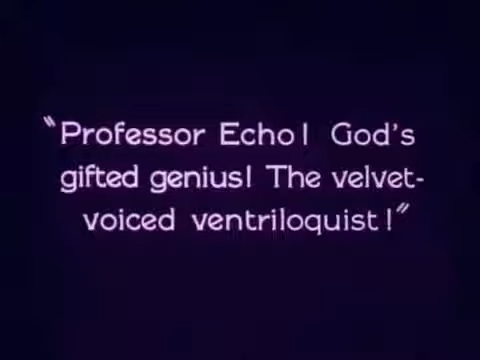 "Professor Echo! God's
gifted genius! The velvet-
voiced ventriloquist!"